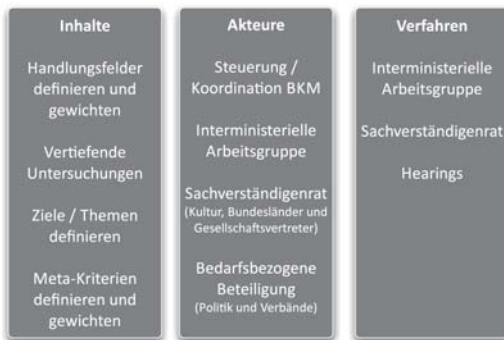 Inhalte
Handlungsfelder
definieren und
gewichten
Vertiefende
Untersuchungen
Ziele / Themen
definieren
Meta-Kriterien
definieren und
gewichten
Akteure
Steuerung /
Koordination BKM
Interministerielle
Arbeitsgruppe
Sachverständigenrat
(Kultur, Bundesländer und
Gesellschaftsvertreter)
Bedarfsbezogene
Beteiligung
(Politik und Verbände)
Verfahren
Interministerielle
Arbeitsgruppe
Sachverständigenrat
Hearings